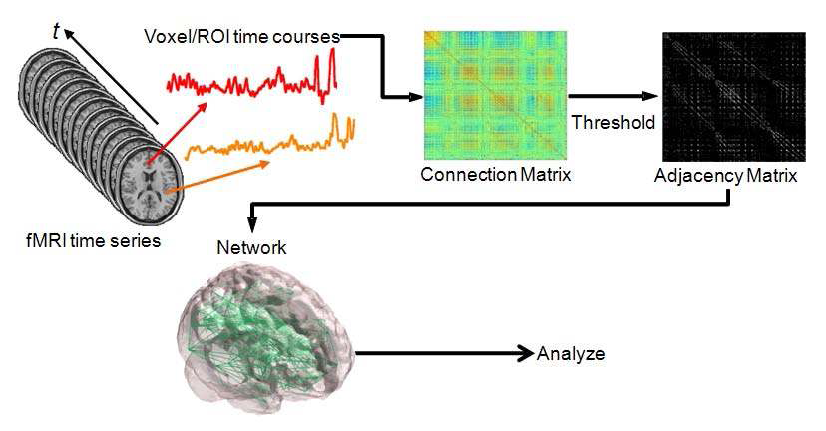 t
Voxel/ROI time courses
Threshold
Connection Matrix
Adjacency Matrix
fMRI time series
Network
Analyze